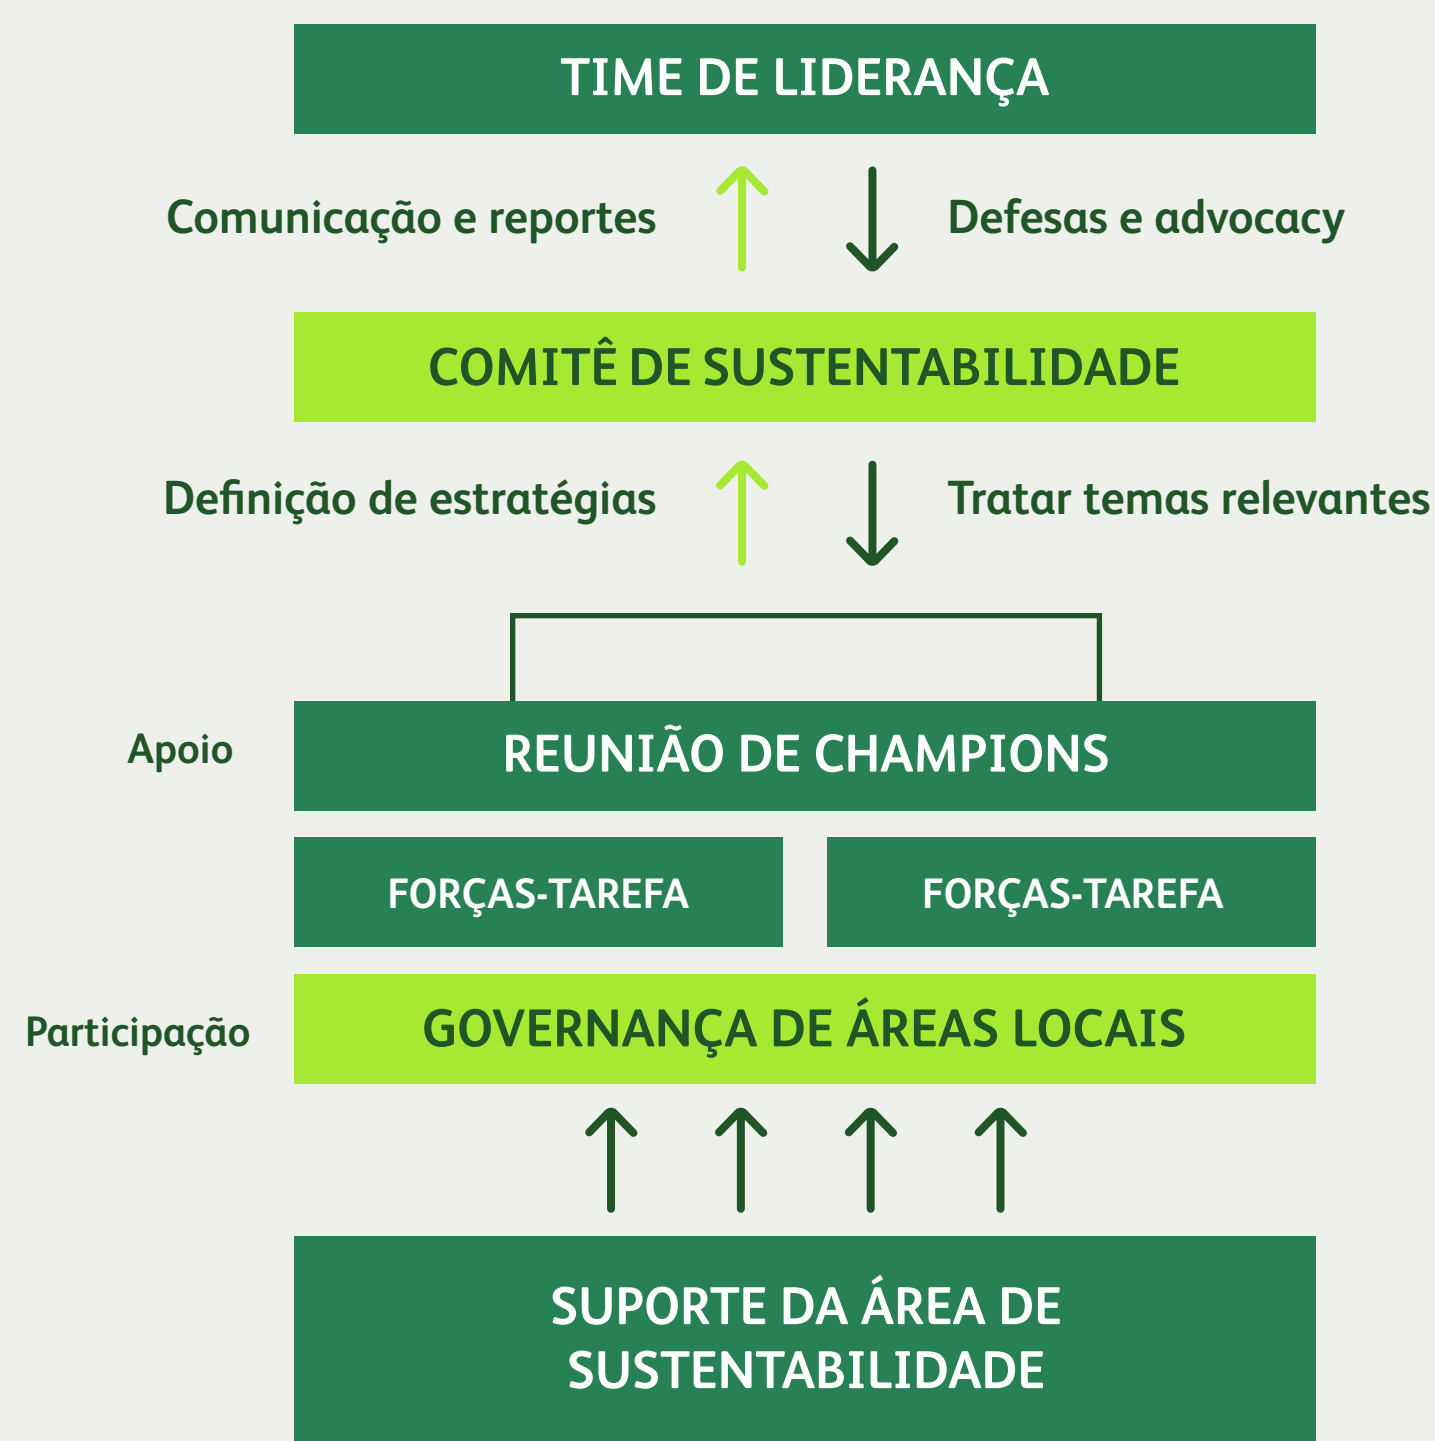 TIME DE LIDERANÇA
Comunicação e reportes
Defesas e advocacy
COMITÊ DE SUSTENTABILIDADE
Definição de estratégias
Tratar temas relevantes
Apoio
REUNIÃO DE CHAMPIONS
FORÇAS-TAREFA
FORÇAS-TAREFA
Participação
GOVERNANÇA DE ÁREAS LOCAIS
SUPORTE DA ÁREA DE
SUSTENTABILIDADE